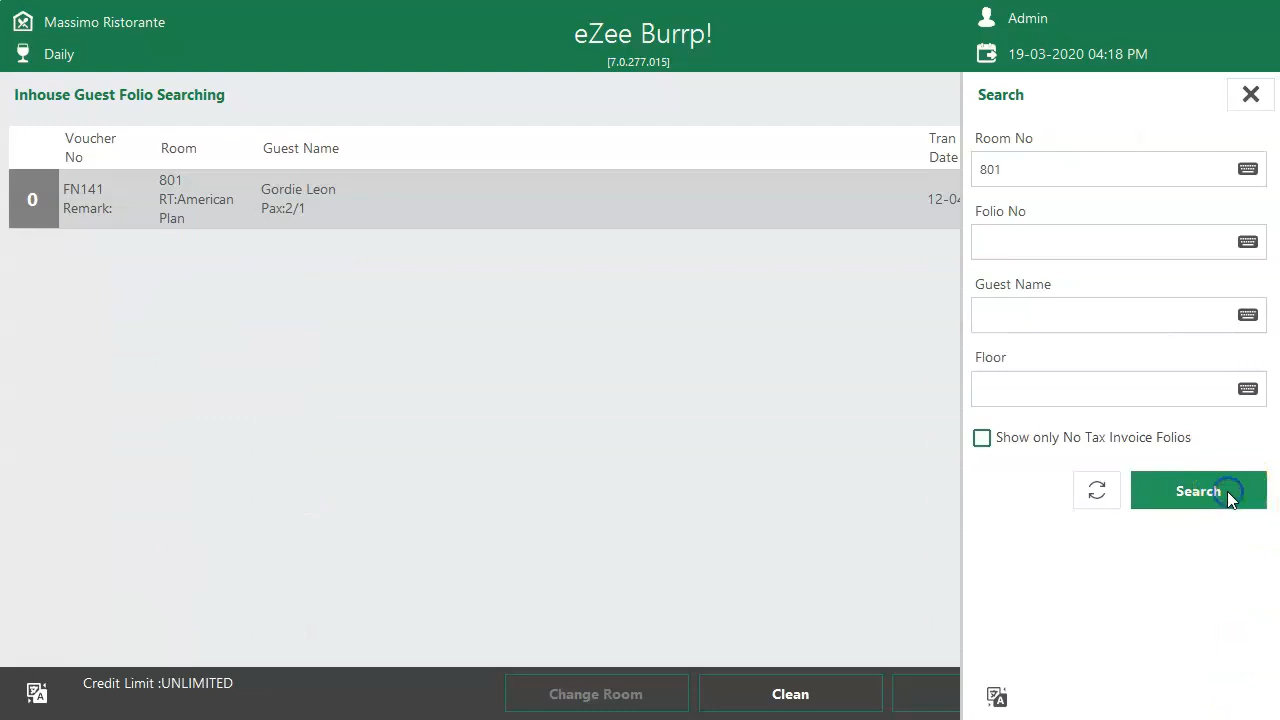 Massimo Ristorante
Daily
eZee Burrp!
[7.0.277.015]
Admin
19-03-2020 04:18 PM
Inhouse Guest Folio Searching
Voucher
No
Room
Guest Name
Tran
Date
0
FN141
Remark:
801
RT:American
Plan
Gordie Leon
Pax:2/1
12-04
Search
Room No
801
Folio No
Guest Name
Floor
Show only No Tax Invoice Folios
Search
Credit Limit :UNLIMITED
Change Room
Clean